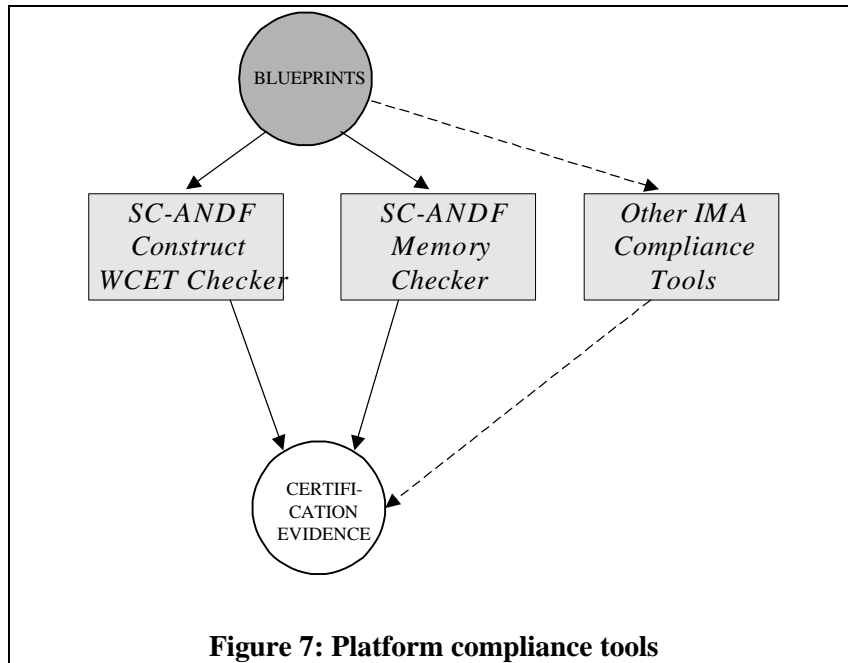 BLUEPRINTS
SC-ANDF
Construct
WCET Checker
SC-ANDF
Memory
Checker
Other IMA
Compliance
Tools
CERTIFI-
CATION
EVIDENCE
Figure 7: Platform compliance tools